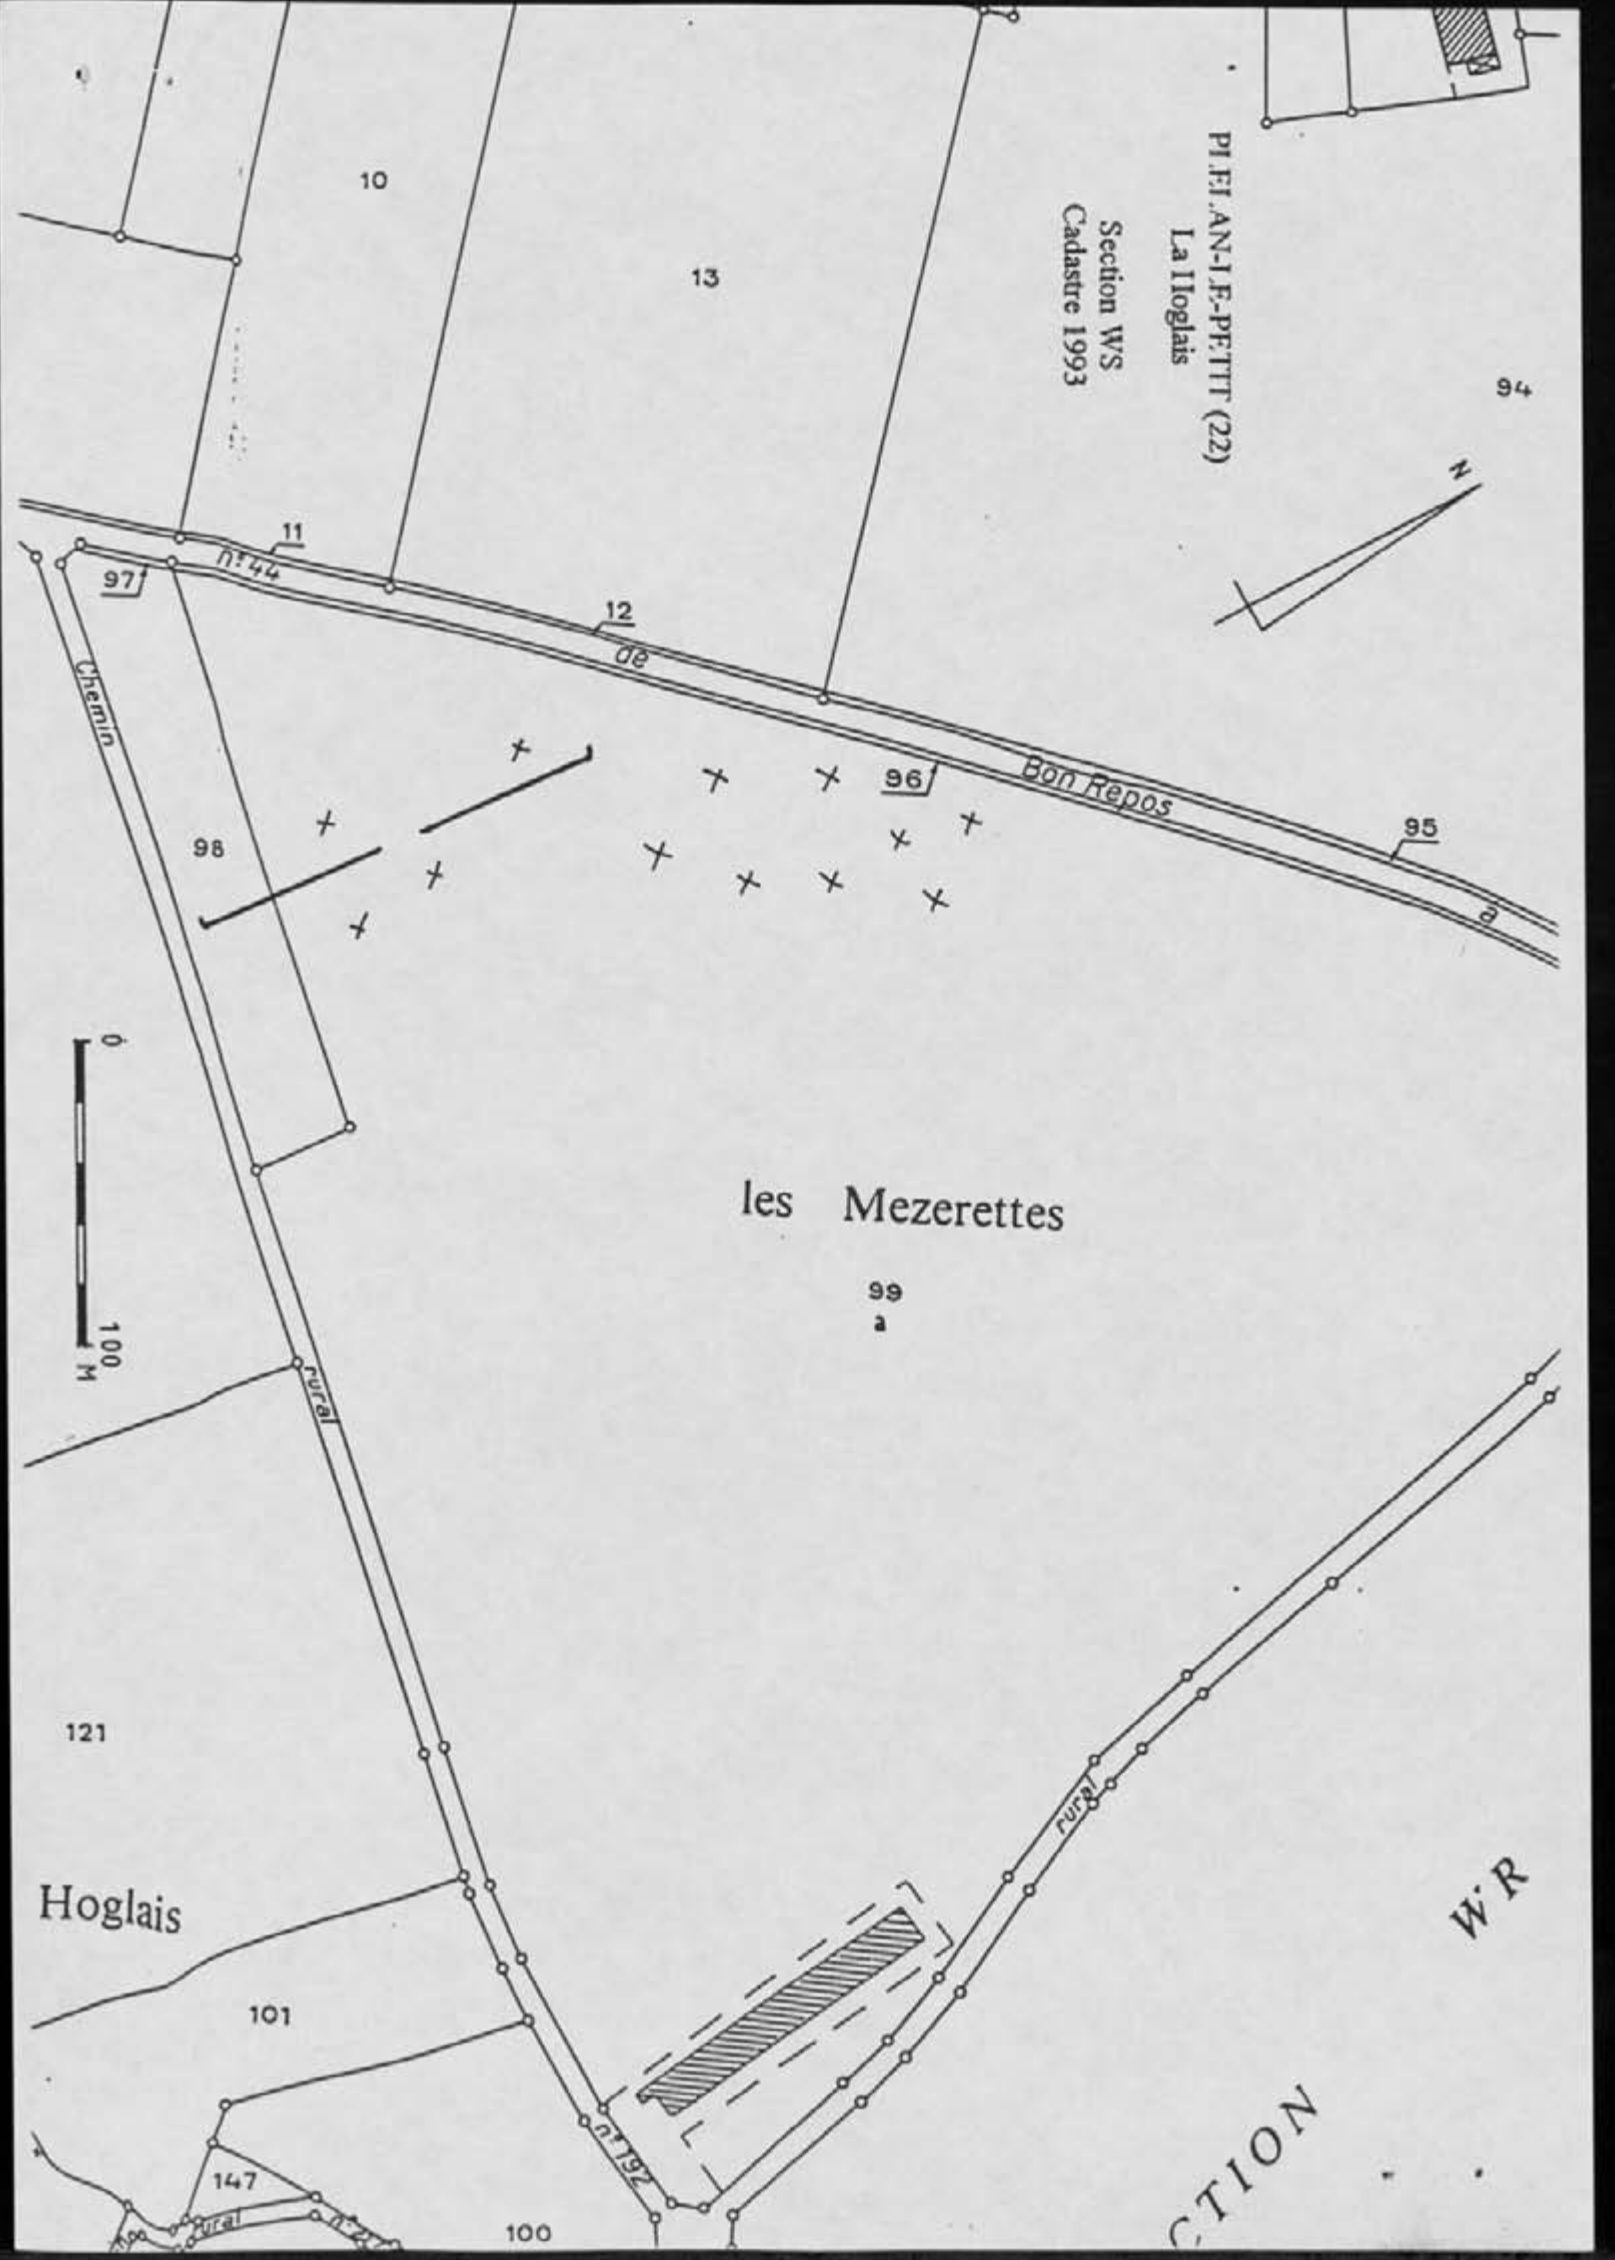 10
13
PLELAN-LE-PETIT (22)
La Hoglais
Section WS
Cadastre 1993
94
N
11
n° 44
97
12
de
Chemin
96
Bon Repos
95
a
98
0
100
M
les Mezerettes
99
a
rural
121
rural
Hoglais
W R
101
n° 192
147
rural
100
CTION